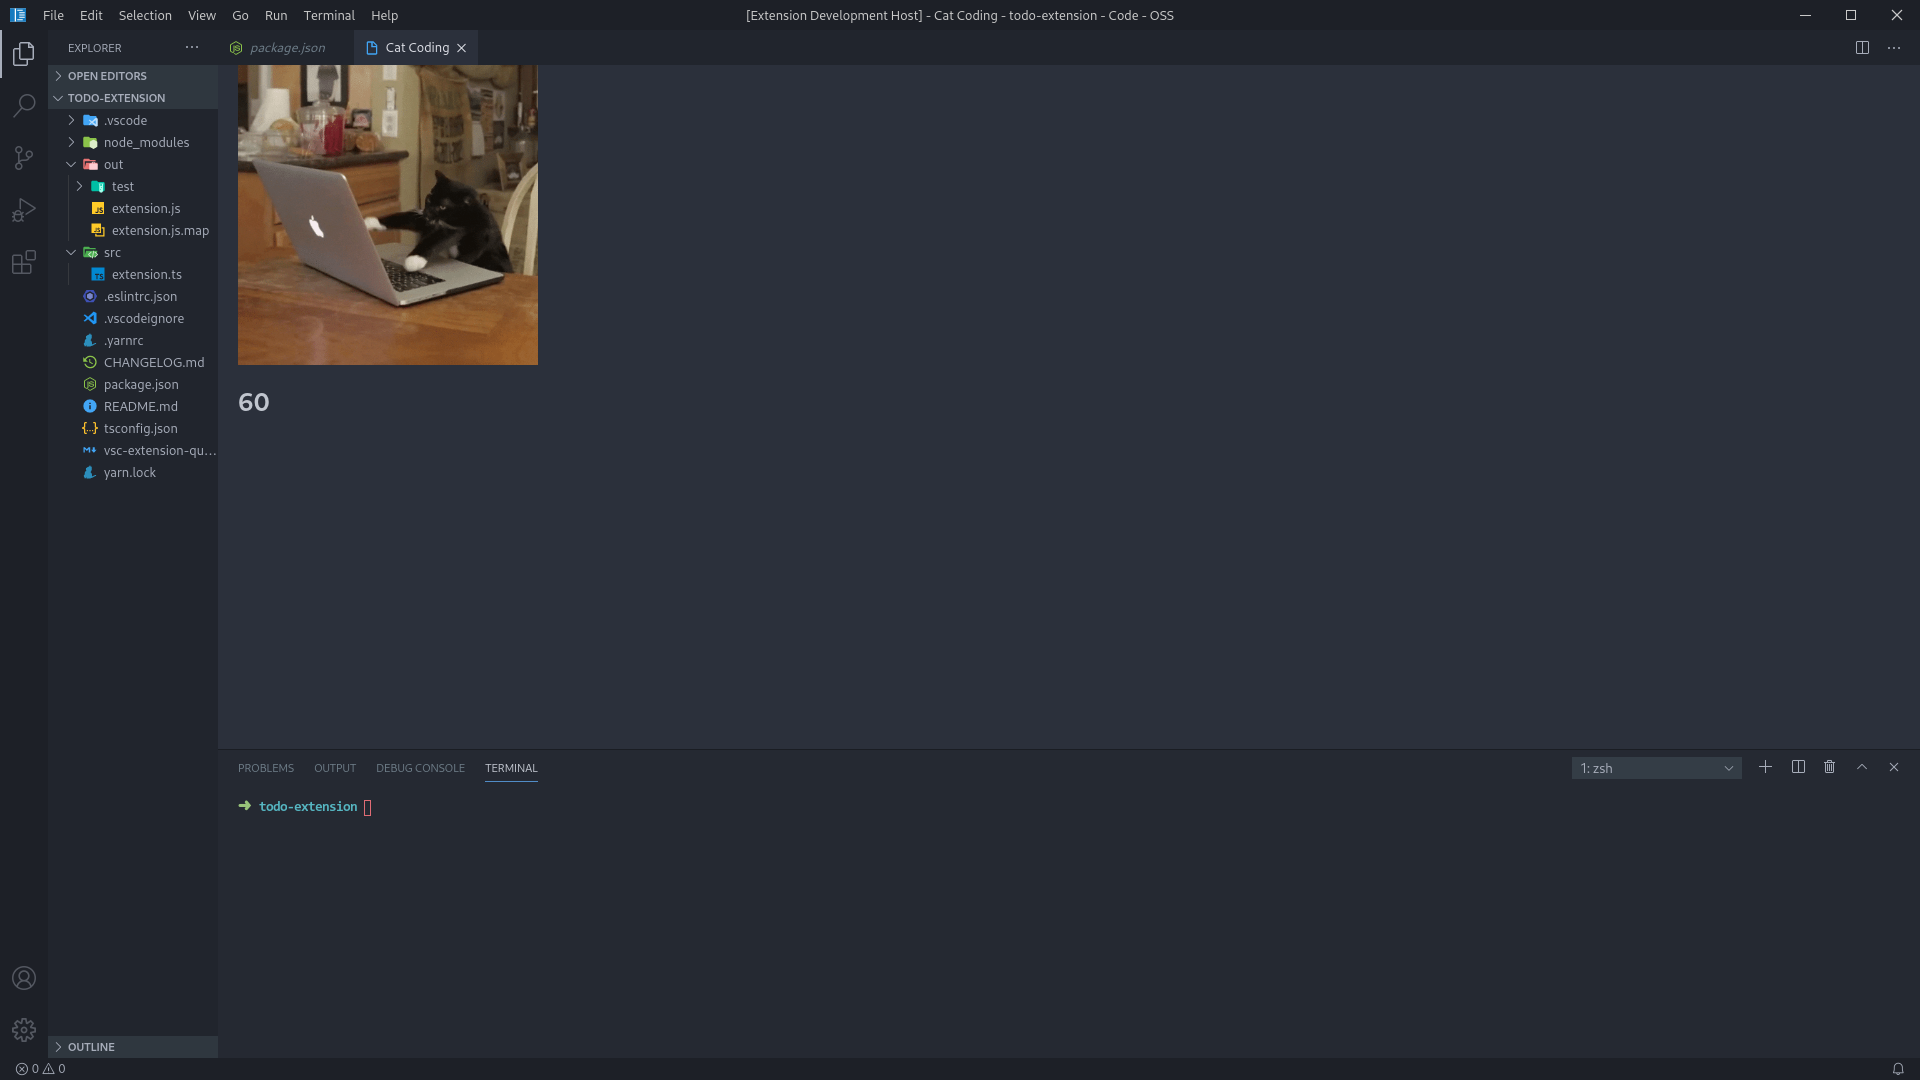 File Edit Selection View Go Run Terminal Help
[Extension Development Host] - Cat Coding - todo-extension - Code - OSS
EXPLORER
package.json
Cat Coding
OPEN EDITORS
TODO-EXTENSION
.vscode
node_modules
out
test
extension.js
extension.js.map
src
extension.ts
.eslintrc.json
.vscodeignore
.yarnrc
CHANGELOG.md
package.json
README.md
tsconfig.json
vsc-extension-qu...
yarn.lock
60
PROBLEMS OUTPUT DEBUG CONSOLE TERMINAL
1: zsh
➜ todo-extension
OUTLINE
0 0